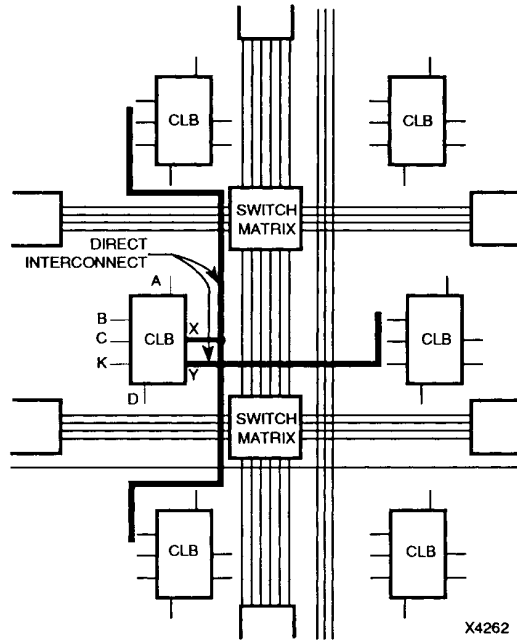 CLB
CLB
SWITCH
MATRIX
DIRECT
INTERCONNECT
A
B
C
K
D
CLB
X
Y
CLB
SWITCH
MATRIX
CLB
CLB
X4262